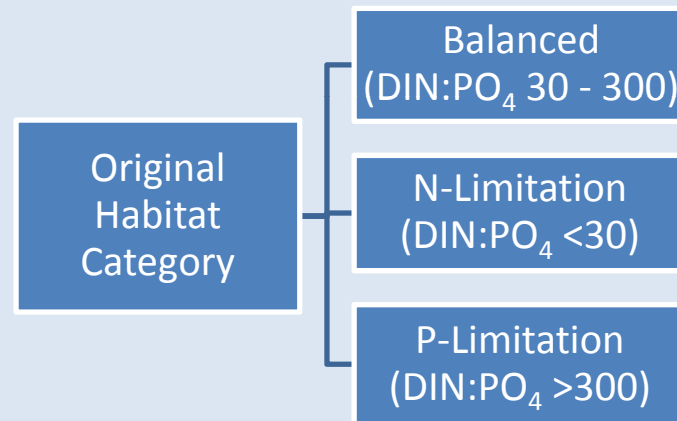 Original
Habitat
Category
Balanced
(DIN:PO₄ 30 - 300)
N-Limitation
(DIN:PO₄ <30)
P-Limitation
(DIN:PO₄ >300)